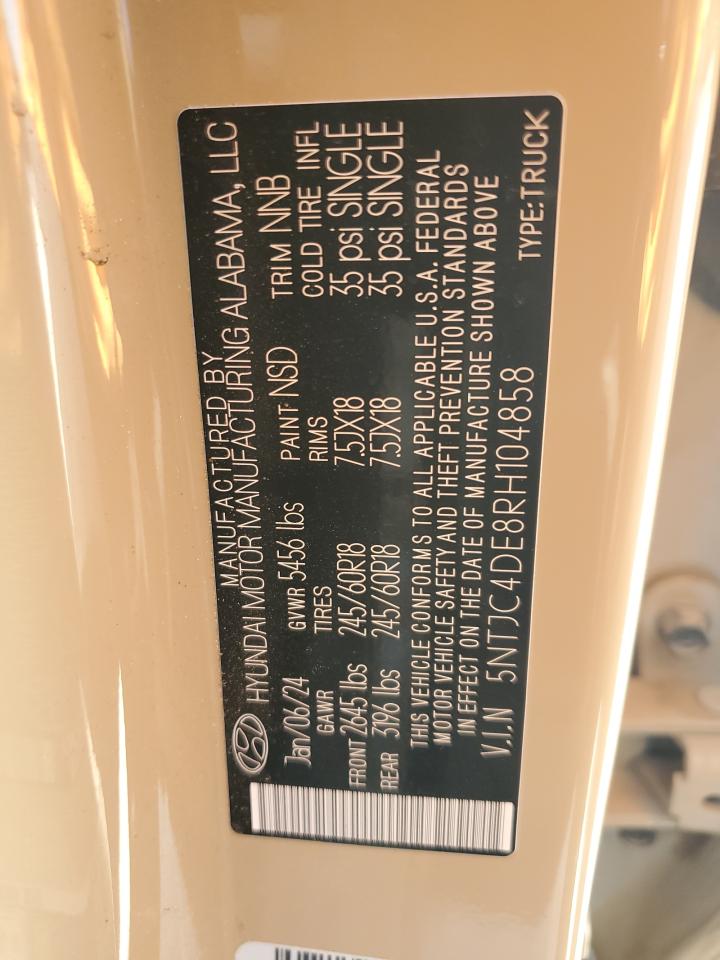 MANUFACTURED BY
HYUNDAI MOTOR MANUFACTURING ALABAMA, LLC
Jan/06/24 GVWR 5456 lbs PAINT NSD TRIM NNB
GAWR TIRES RIMS COLD TIRE INFL
FRONT 2645 lbs 245/60R18 7.5JX18 35 psi SINGLE
REAR 3196 lbs 245/60R18 7.5JX18 35 psi SINGLE
THIS VEHICLE CONFORMS TO ALL APPLICABLE U.S.A. FEDERAL
MOTOR VEHICLE SAFETY AND THEFT PREVENTION STANDARDS
IN EFFECT ON THE DATE OF MANUFACTURE SHOWN ABOVE
V.I.N 5NTJC4DE8RH104858
TYPE:TRUCK